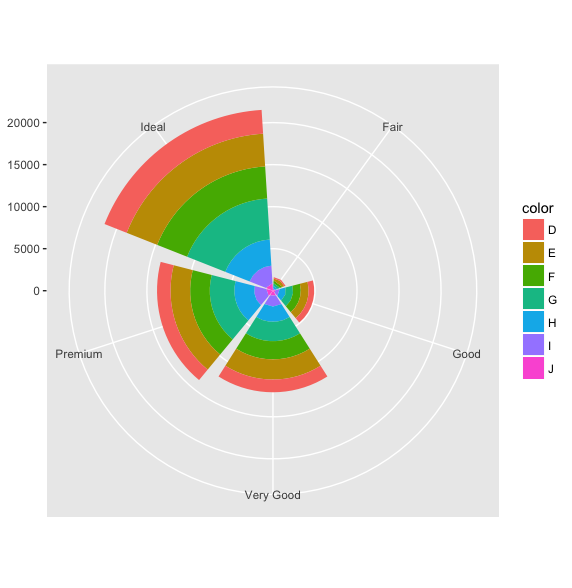 Ideal
Fair
20000
15000
10000
5000
0
Premium
Good
Very Good
color
D
E
F
G
H
I
J